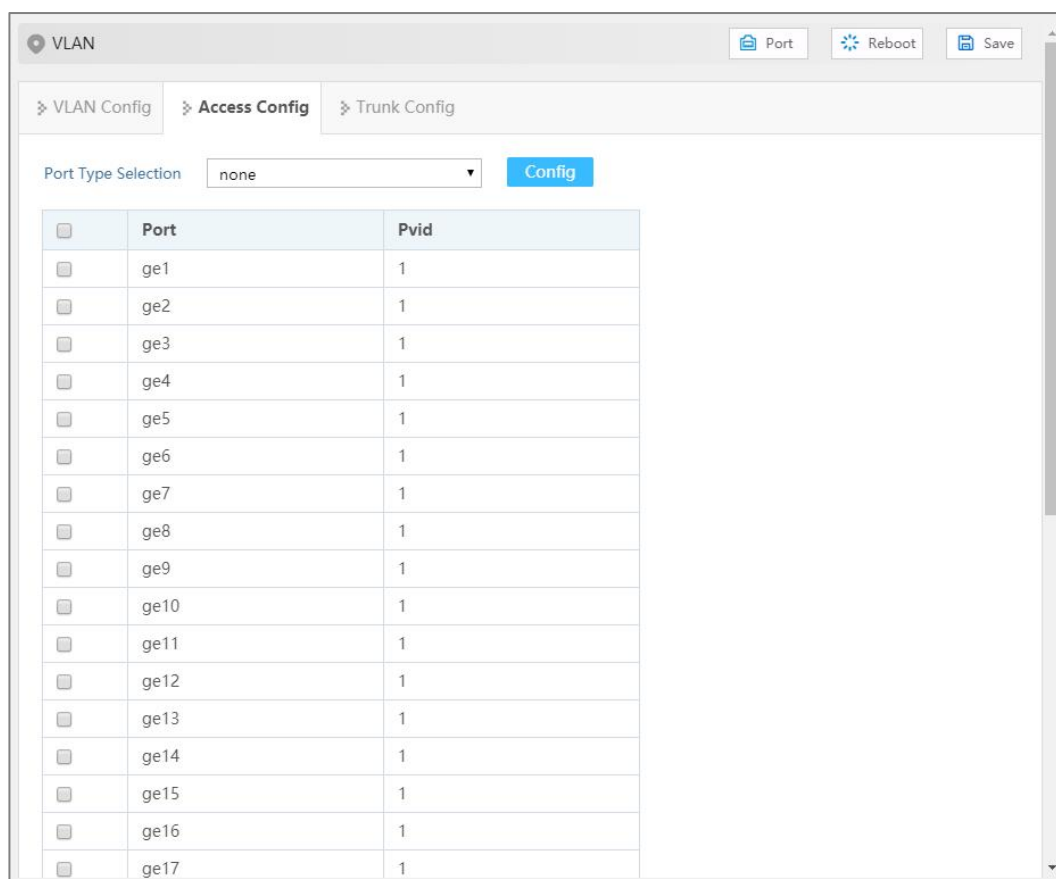 VLAN Port Reboot Save
VLAN Config Access Config Trunk Config
Port Type Selection none Config
Port Pvid
ge1 1
ge2 1
ge3 1
ge4 1
ge5 1
ge6 1
ge7 1
ge8 1
ge9 1
ge10 1
ge11 1
ge12 1
ge13 1
ge14 1
ge15 1
ge16 1
ge17 1